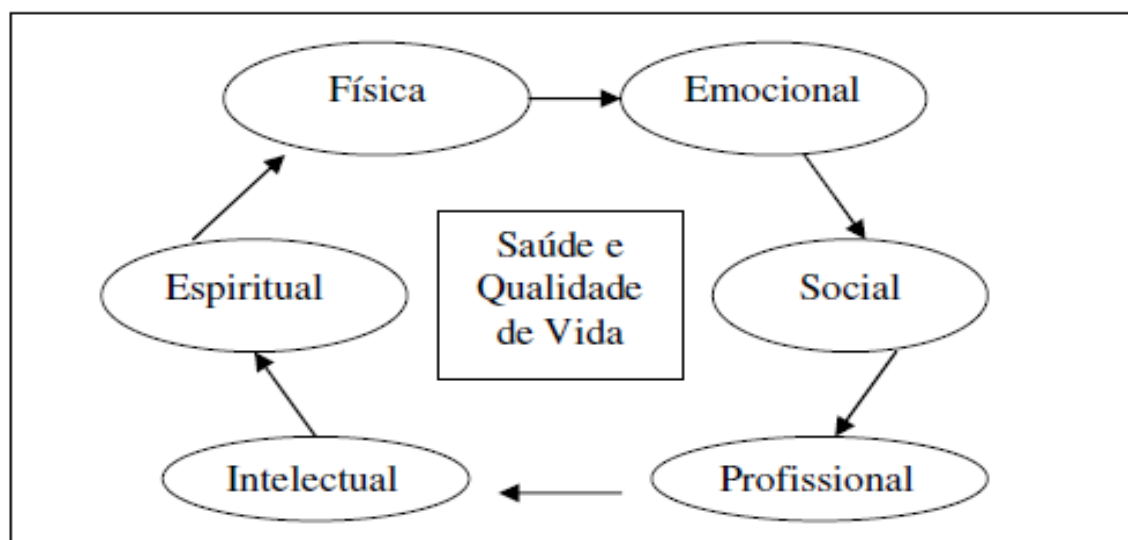 Física
Emocional
Saúde e
Qualidade
de Vida
Espiritual
Social
Intelectual
Profissional